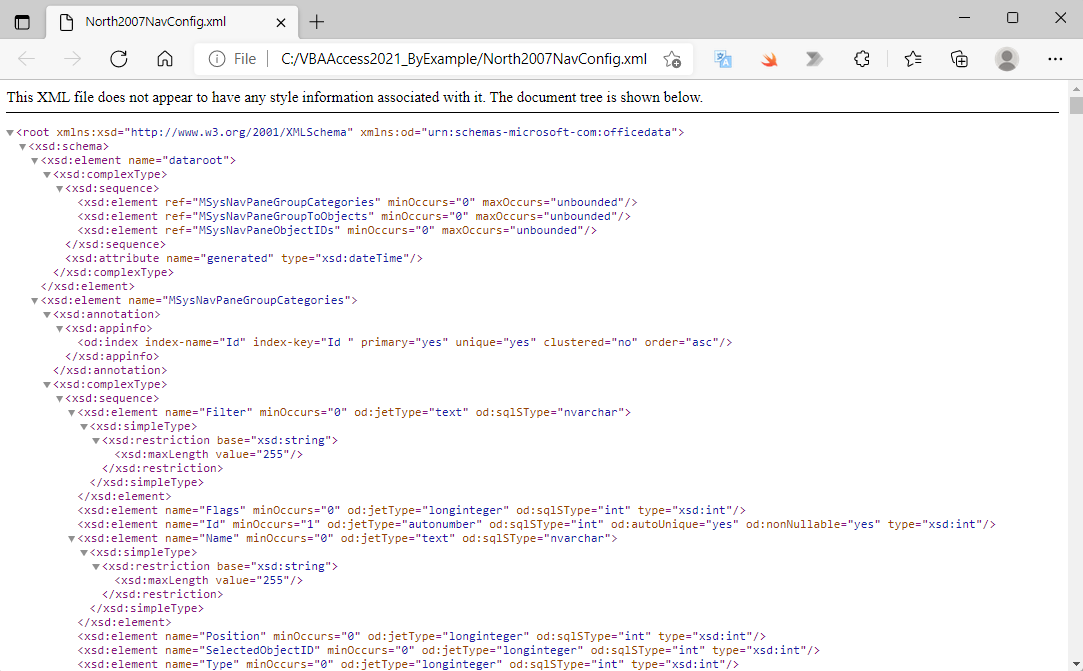 North2007NavConfig.xml
File C:/VBAAccess2021_ByExample/North2007NavConfig.xml
This XML file does not appear to have any style information associated with it. The document tree is shown below.
<root xmlns:xsd="http://www.w3.org/2001/XMLSchema" xmlns:od="urn:schemas-microsoft-com:officedata">
<xsd:schema>
<xsd:element name="dataroot">
<xsd:complexType>
<xsd:sequence>
<xsd:element ref="MSysNavPaneGroupCategories" minOccurs="0" maxOccurs="unbounded"/>
<xsd:element ref="MSysNavPaneGroupToObjects" minOccurs="0" maxOccurs="unbounded"/>
<xsd:element ref="MSysNavPaneObjectIDs" minOccurs="0" maxOccurs="unbounded"/>
</xsd:sequence>
<xsd:attribute name="generated" type="xsd:dateTime"/>
</xsd:complexType>
</xsd:element>
<xsd:element name="MSysNavPaneGroupCategories">
<xsd:annotation>
<xsd:appinfo>
<od:index index-name="Id" index-key="Id " primary="yes" unique="yes" clustered="no" order="asc"/>
</xsd:appinfo>
</xsd:annotation>
<xsd:complexType>
<xsd:sequence>
<xsd:element name="Filter" minOccurs="0" od:jetType="text" od:sqlSType="nvarchar">
<xsd:simpleType>
<xsd:restriction base="xsd:string">
<xsd:maxLength value="255"/>
</xsd:restriction>
</xsd:simpleType>
</xsd:element>
<xsd:element name="Flags" minOccurs="0" od:jetType="longinteger" od:sqlSType="int" type="xsd:int"/>
<xsd:element name="Id" minOccurs="1" od:jetType="autonumber" od:sqlSType="int" od:autoUnique="yes" od:nonNullable="yes" type="xsd:int"/>
<xsd:element name="Name" minOccurs="0" od:jetType="text" od:sqlSType="nvarchar">
<xsd:simpleType>
<xsd:restriction base="xsd:string">
<xsd:maxLength value="255"/>
</xsd:restriction>
</xsd:simpleType>
</xsd:element>
<xsd:element name="Position" minOccurs="0" od:jetType="longinteger" od:sqlSType="int" type="xsd:int"/>
<xsd:element name="SelectedObjectID" minOccurs="0" od:jetType="longinteger" od:sqlSType="int" type="xsd:int"/>
<xsd:element name="Type" minOccurs="0" od:jetType="longinteger" od:sqlSType="int" type="xsd:int"/>